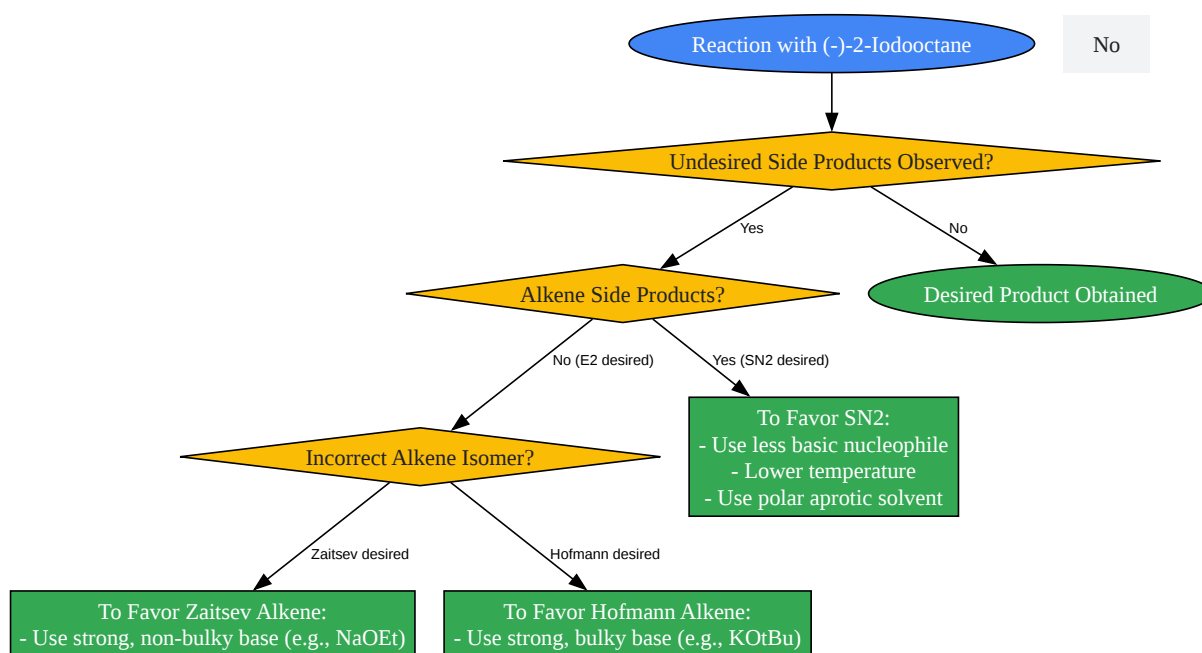 Reaction with (-)-2-Iodooctane
No
Undesired Side Products Observed?
Yes
No
Alkene Side Products?
Desired Product Obtained
No (E2 desired)
Yes (SN2 desired)
To Favor SN2:
- Use less basic nucleophile
- Lower temperature
- Use polar aprotic solvent
Incorrect Alkene Isomer?
Zaitsev desired
Hofmann desired
To Favor Zaitsev Alkene:
- Use strong, non-bulky base (e.g., NaOEt)
To Favor Hofmann Alkene:
- Use strong, bulky base (e.g., KOtBu)